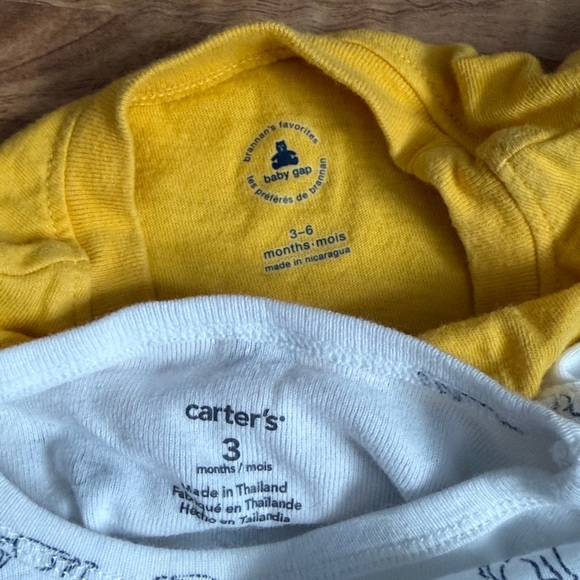 brannan's favorites
baby gap
les préférés de brannan
3-6
months·mois
made in nicaragua
carter's
3
months / mois
Made in Thailand
Fabriqué en Thaïlande
Hecho en Tailandia